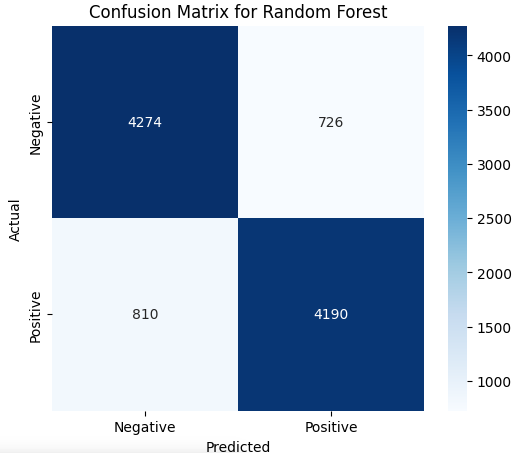 Confusion Matrix for Random Forest
Actual
Negative
4274
726
Positive
810
4190
Negative
Positive
Predicted
4000
3500
3000
2500
2000
1500
1000